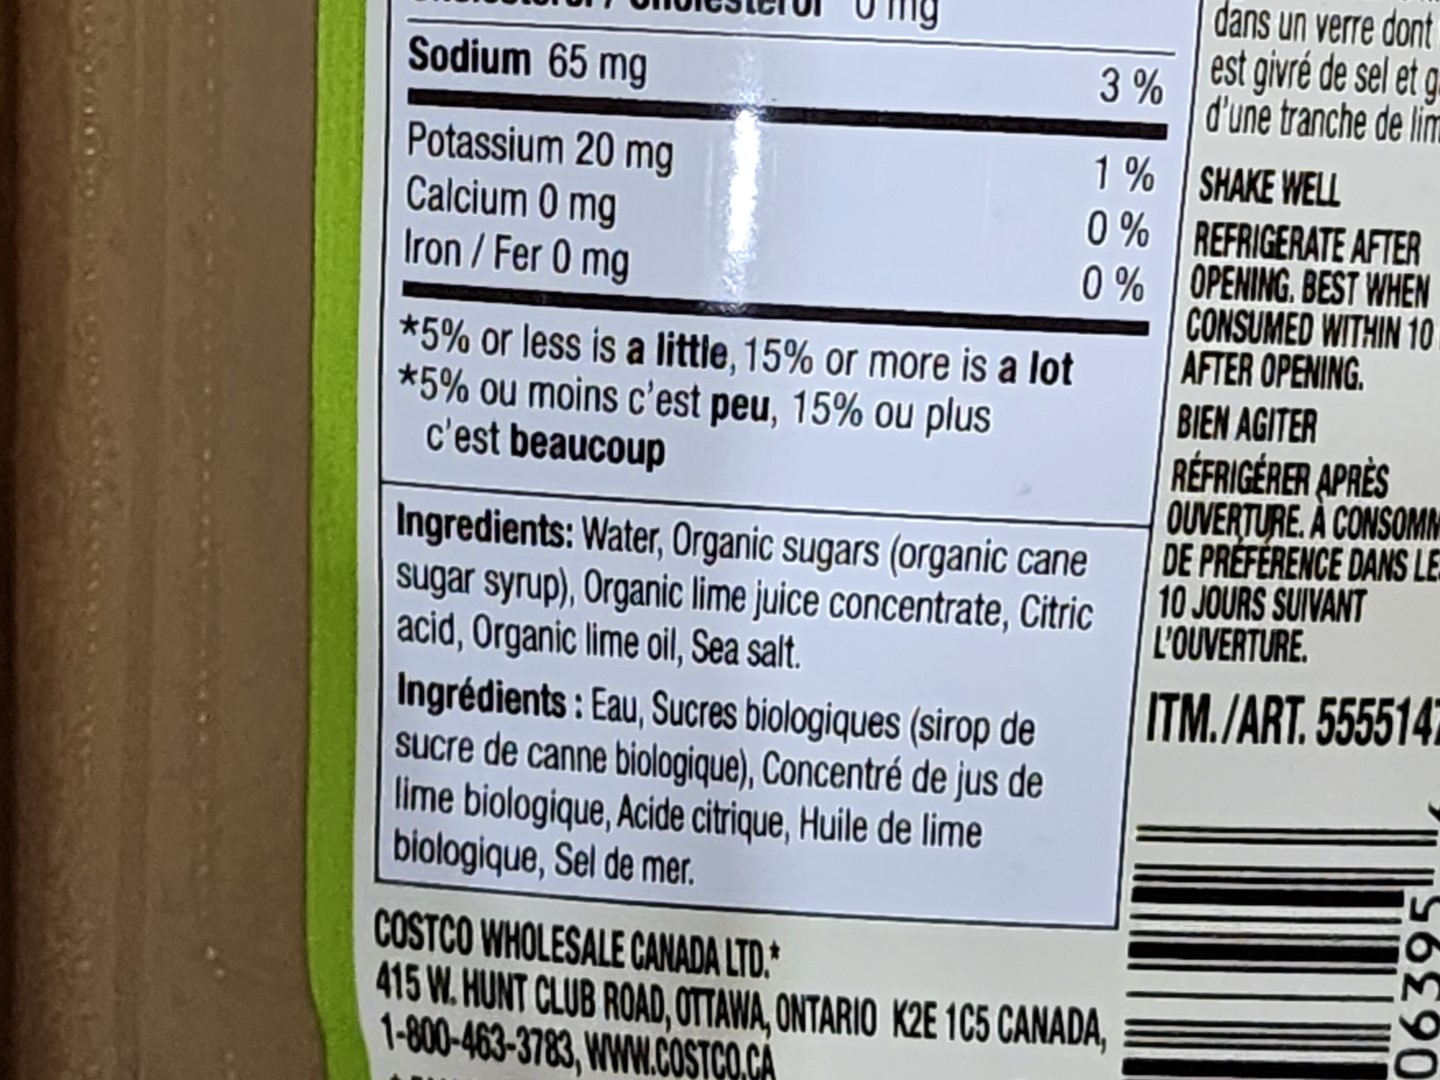 0 mg
Sodium 65 mg 3 %
Potassium 20 mg 1 %
Calcium 0 mg 0 %
Iron / Fer 0 mg 0 %
*5% or less is a little, 15% or more is a lot
*5% ou moins c'est peu, 15% ou plus
c'est beaucoup
Ingredients: Water, Organic sugars (organic cane
sugar syrup), Organic lime juice concentrate, Citric
acid, Organic lime oil, Sea salt.
Ingrédients : Eau, Sucres biologiques (sirop de
sucre de canne biologique), Concentré de jus de
lime biologique, Acide citrique, Huile de lime
biologique, Sel de mer.
COSTCO WHOLESALE CANADA LTD.*
415 W. HUNT CLUB ROAD, OTTAWA, ONTARIO K2E 1C5 CANADA,
1-800-463-3783, WWW.COSTCO.CA
dans un verre dont
est givré de sel et
d'une tranche de
SHAKE WELL
REFRIGERATE AFTER
OPENING. BEST WHEN
CONSUMED WITHIN 10
AFTER OPENING.
BIEN AGITER
RÉFRIGÉRER APRÈS
OUVERTURE. À
DE PRÉFÉRENCE DANS
10 JOURS SUIVANT
L'OUVERTURE.
ITM./ART. 555514
06395